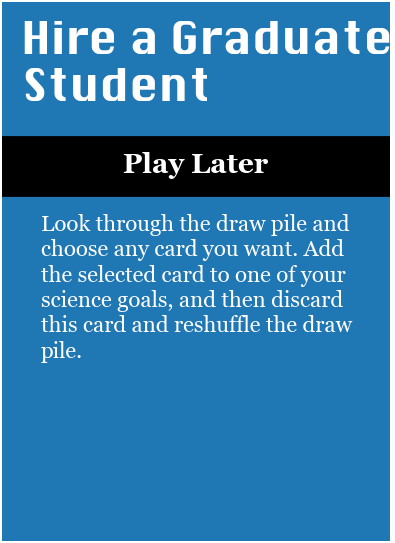 Hire a Graduate
Student
Play Later
Look through the draw pile and
choose any card you want. Add
the selected card to one of your
science goals, and then discard
this card and reshuffle the draw
pile.